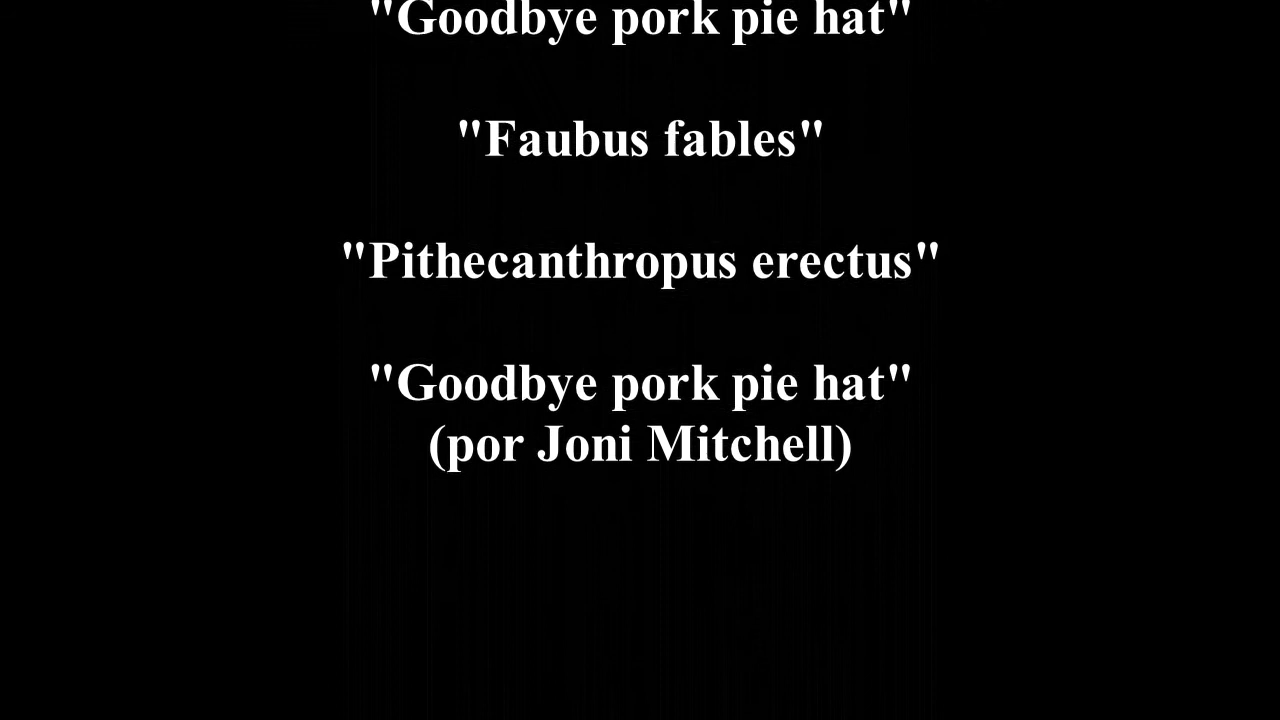 "Goodbye pork pie hat"
"Faubus fables"
"Pithecanthropus erectus"
"Goodbye pork pie hat"
(por Joni Mitchell)